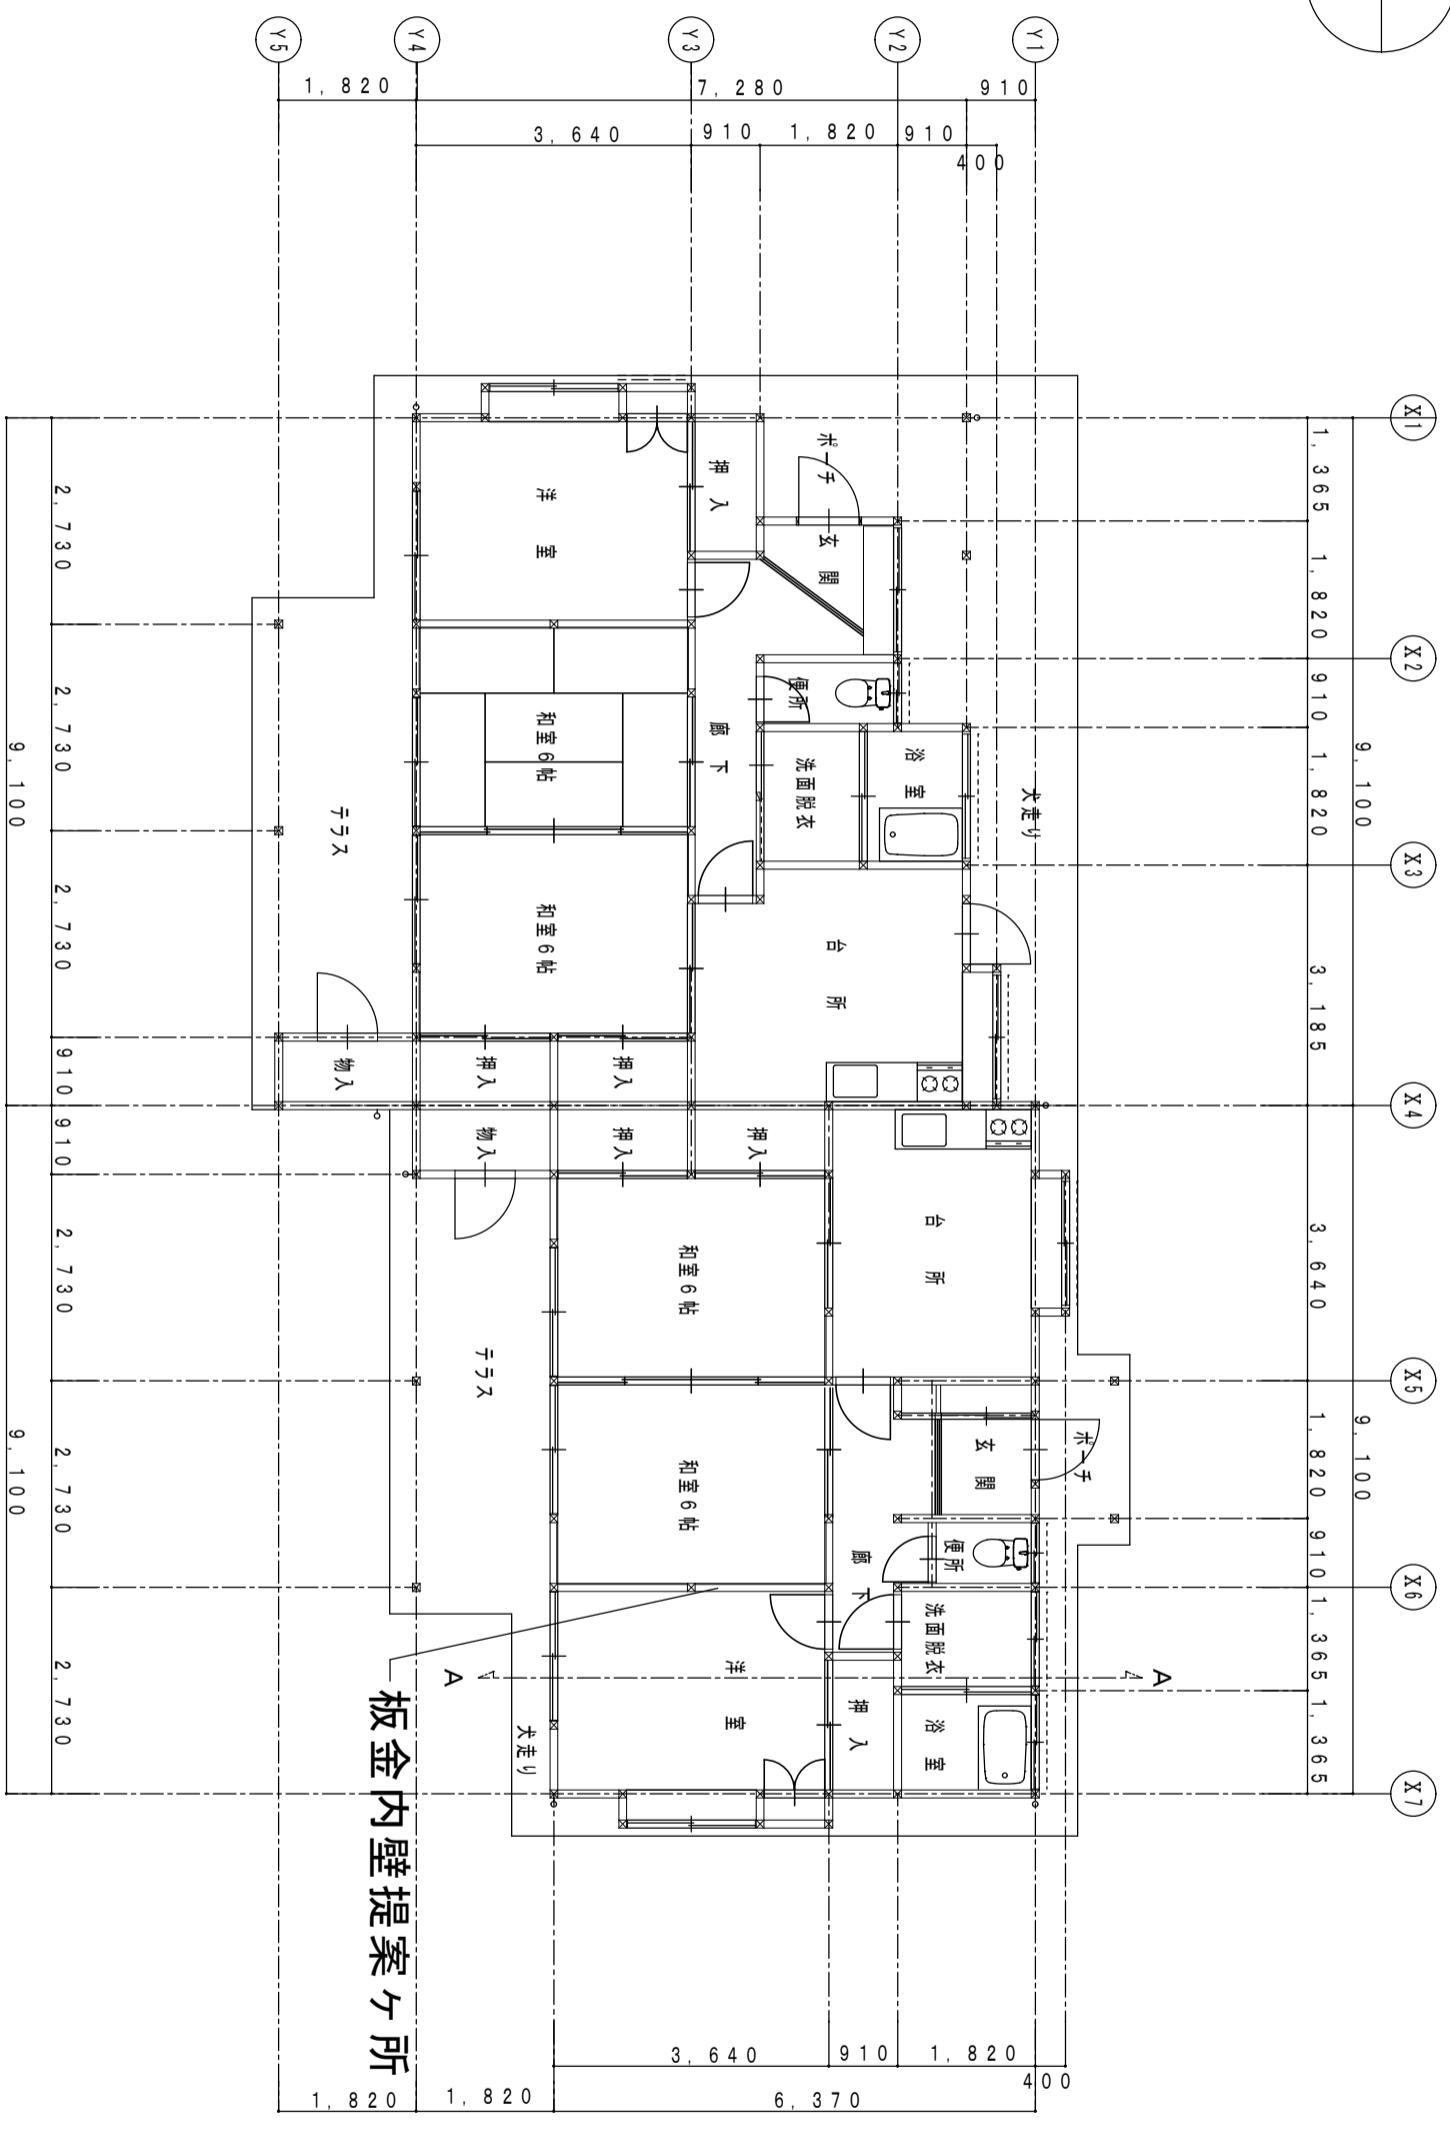 Y5
Y4
Y3
Y2
Y1
1,820
7,280
910
3,640
910
1,820
910
400
X1
X2
X3
X4
X5
X6
X7
1,365
1,820
910
1,820
3,185
3,640
1,820
910
1,365
1,365
9,100
9,100
ポーチ
押入
洋室
玄関
便所
廊下
浴室
洗面脱衣
犬走り
和室6帖
テラス
和室6帖
台所
物入
押入
押入
物入
押入
押入
台所
和室6帖
テラス
和室6帖
玄関
ポーチ
便所
廊下
洗面脱衣
洋室
押入
浴室
犬走り
A
A
板金内壁提案ケ所
2,730
2,730
2,730
910
910
2,730
2,730
2,730
9,100
9,100
3,640
910
1,820
400
1,820
1,820
6,370